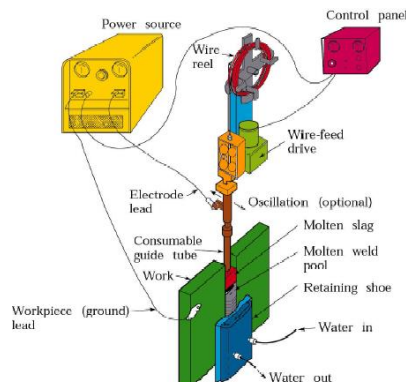 Power source
Control panel
Wire
reel
Wire-feed
drive
Electrode
lead
Oscillation (optional)
Consumable
guide tube
Molten slag
Work
Molten weld
pool
Retaining shoe
Workpiece (ground)
lead
Water in
Water out